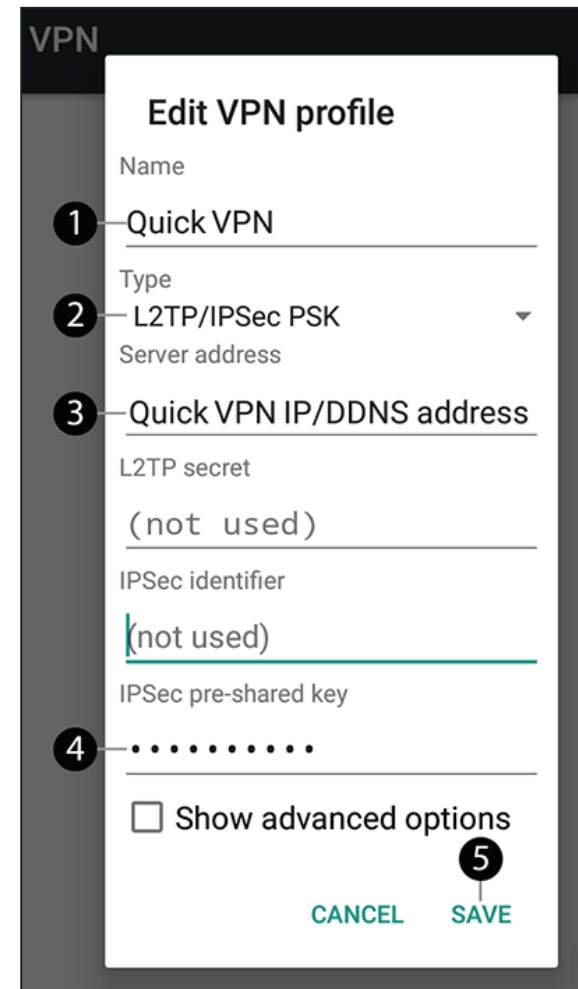 VPN
Edit VPN profile
Name
1 Quick VPN
Type
2 L2TP/IPSec PSK
Server address
3 Quick VPN IP/DDNS address
L2TP secret
(not used)
IPSec identifier
(not used)
IPSec pre-shared key
4 ••••••••••
Show advanced options
5
CANCEL SAVE